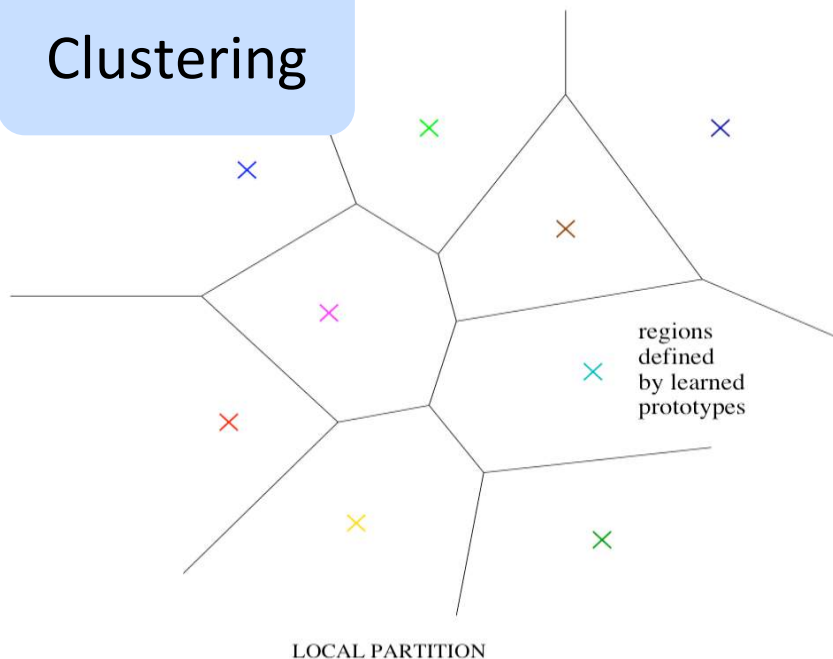 Clustering
regions
defined
by learned
prototypes
LOCAL PARTITION